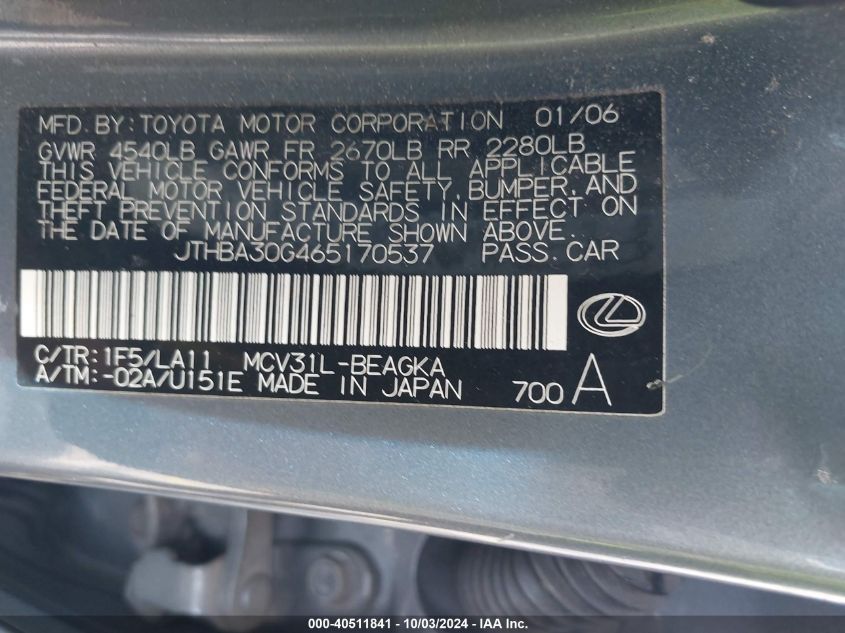 MFD. BY: TOYOTA MOTOR CORPORATION 01/06
GVWR 4540LB GAWR FR 2670LB RR 2280LB
THIS VEHICLE CONFORMS TO ALL APPLICABLE
FEDERAL MOTOR VEHICLE SAFETY, BUMPER, AND
THEFT PREVENTION STANDARDS IN EFFECT ON
THE DATE OF MANUFACTURE SHOWN ABOVE.
JTHBA30G465170537 PASS. CAR
C/TR: 1F5/LA11 MCV31L-BEAGKA
A/TM: -02A/U151E MADE IN JAPAN 700 A
000-40511841 - 10/03/2024 - IAA Inc.